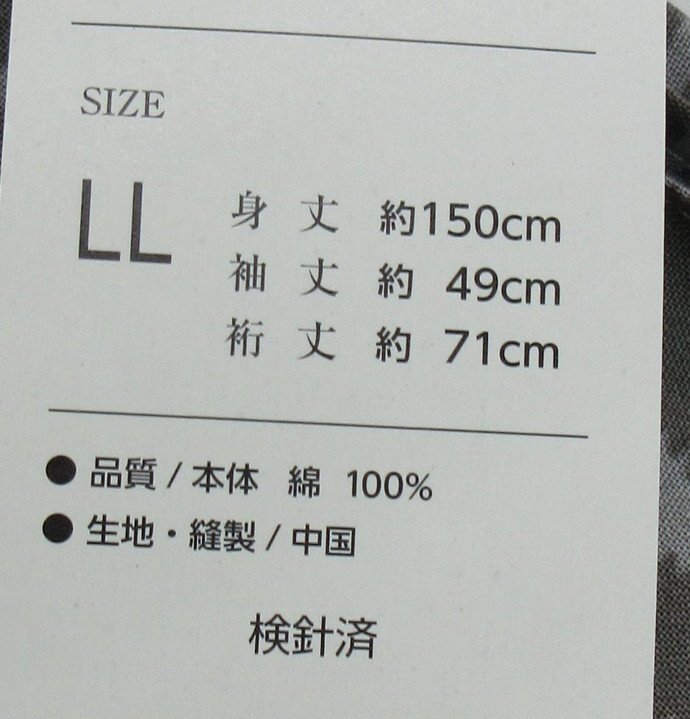 SIZE
LL
身丈 約150cm
袖丈 約 49cm
裄丈 約 71cm
● 品質 / 本体 綿 100%
● 生地・縫製 / 中国
検針済